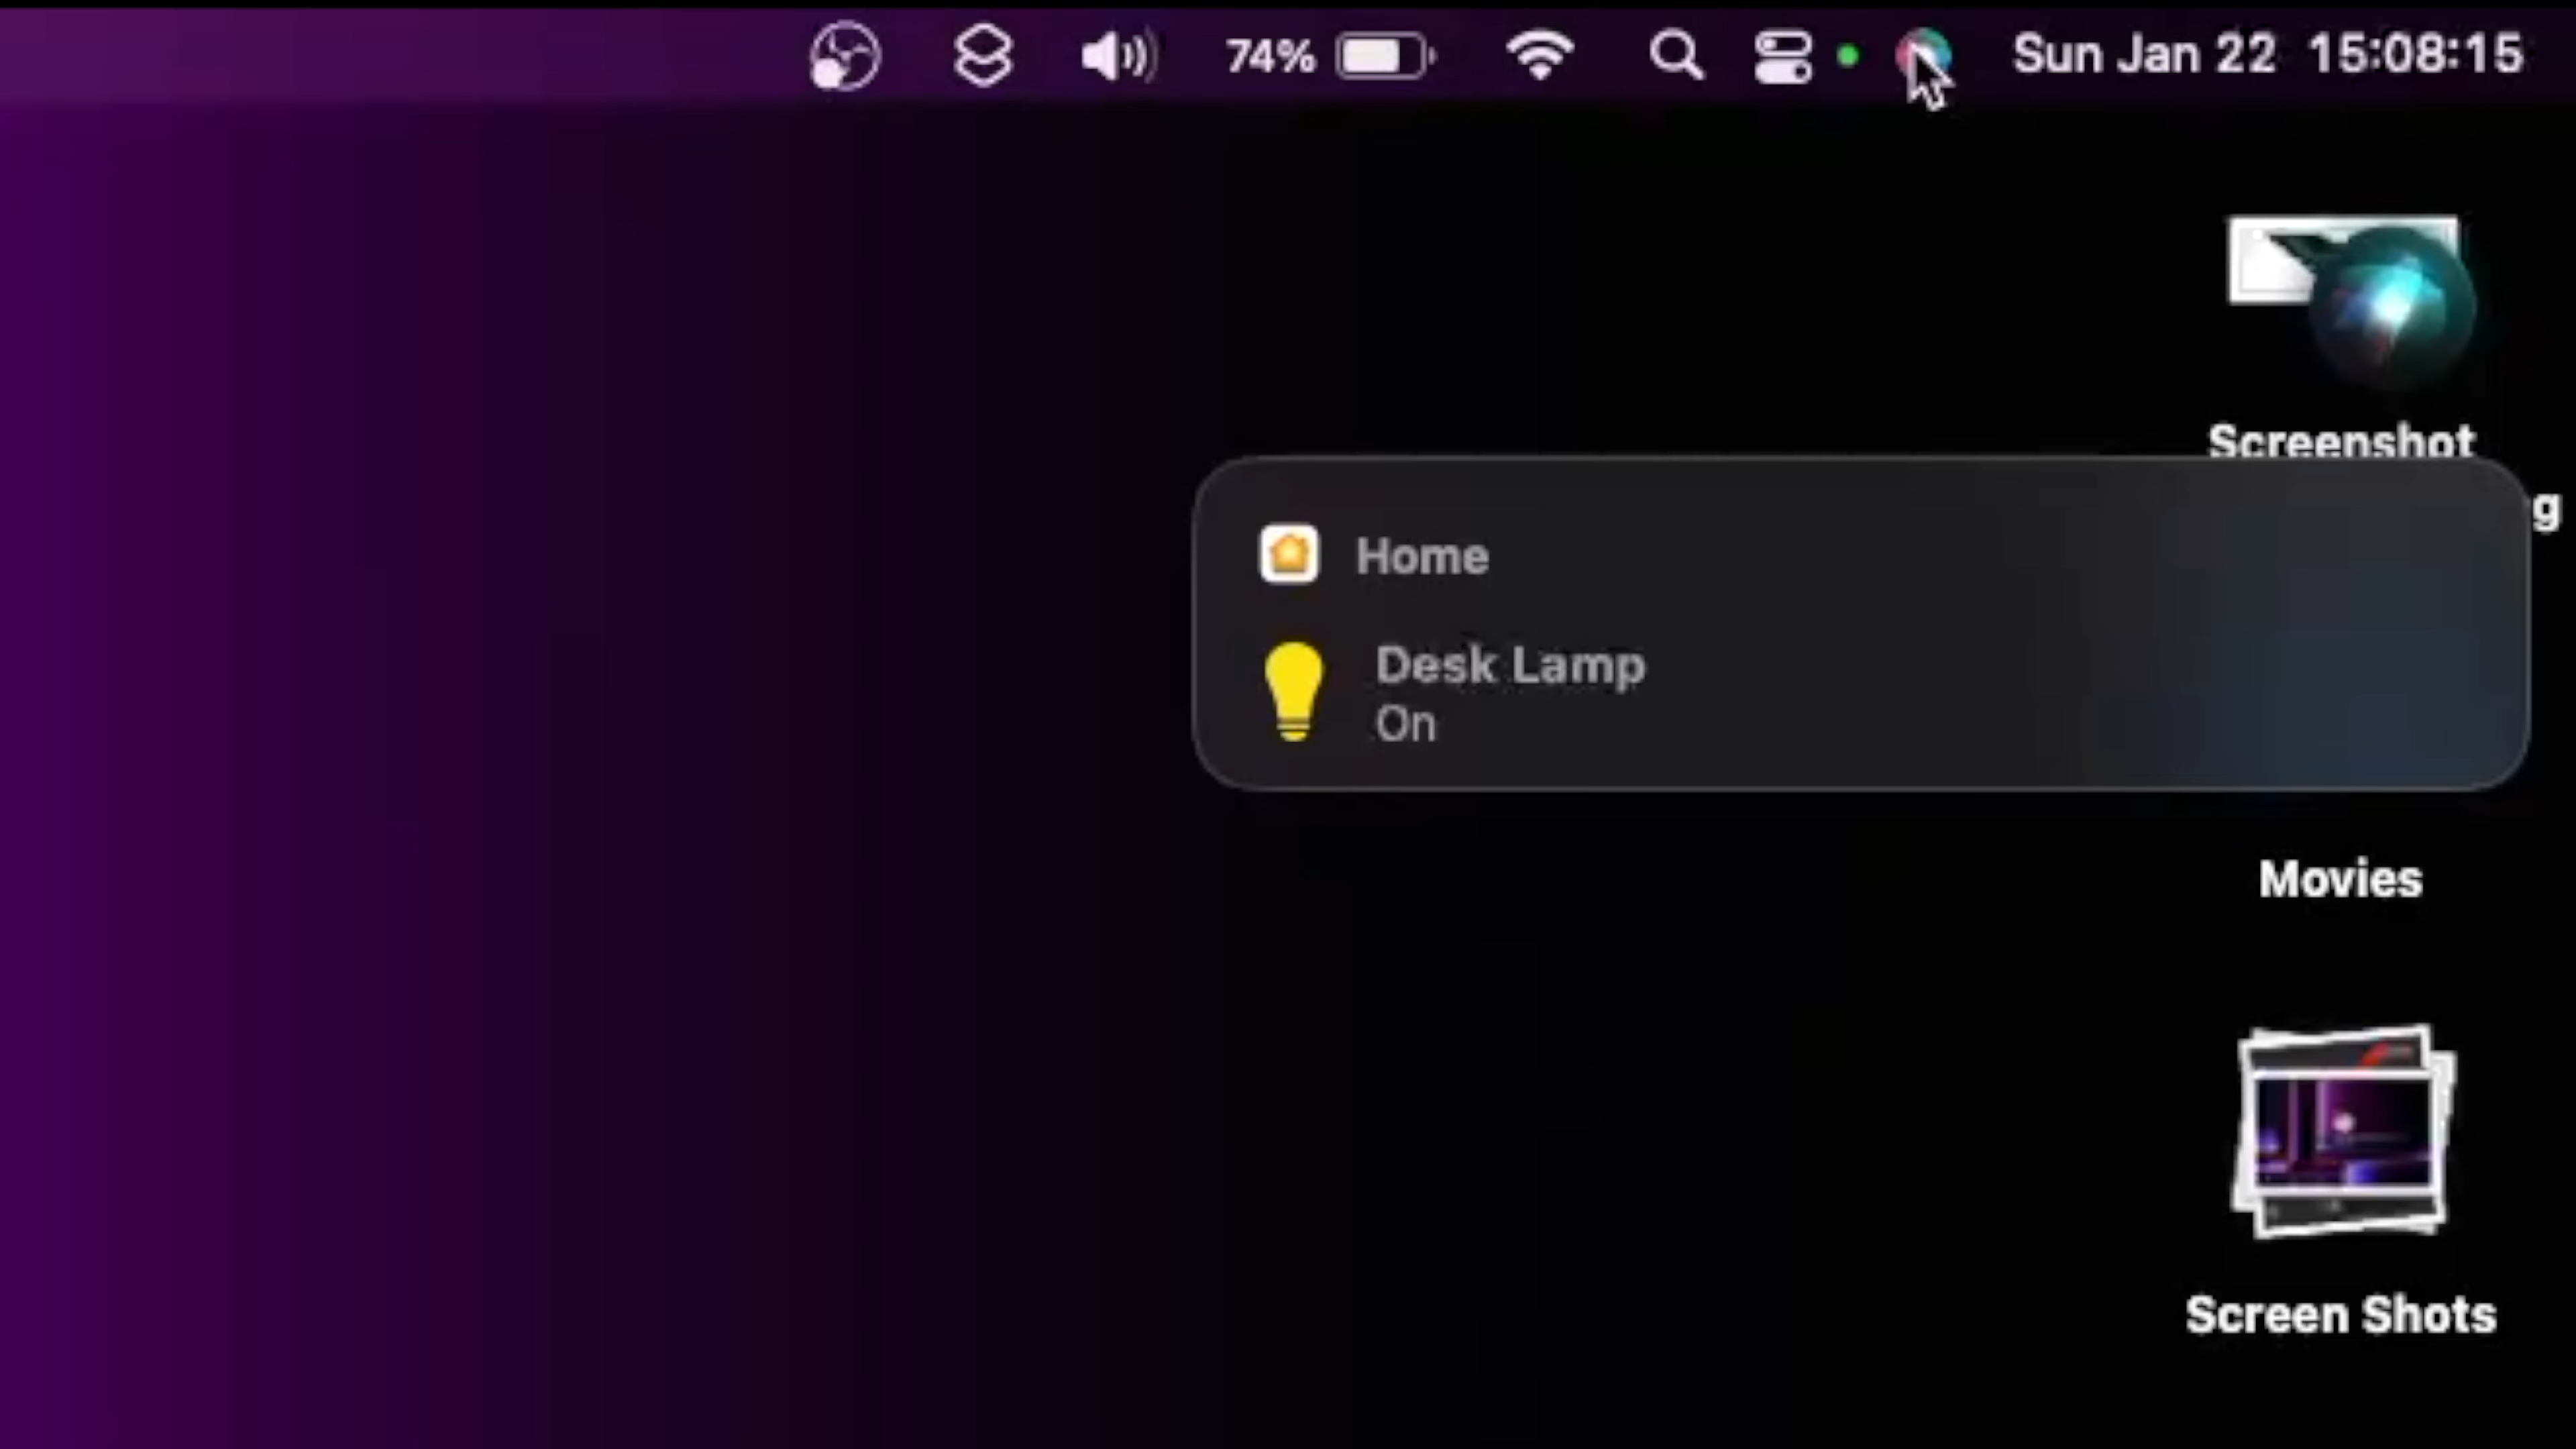 74% Sun Jan 22 15:08:15
Screenshot
g
Home
Desk Lamp
On
Movies
Screen Shots